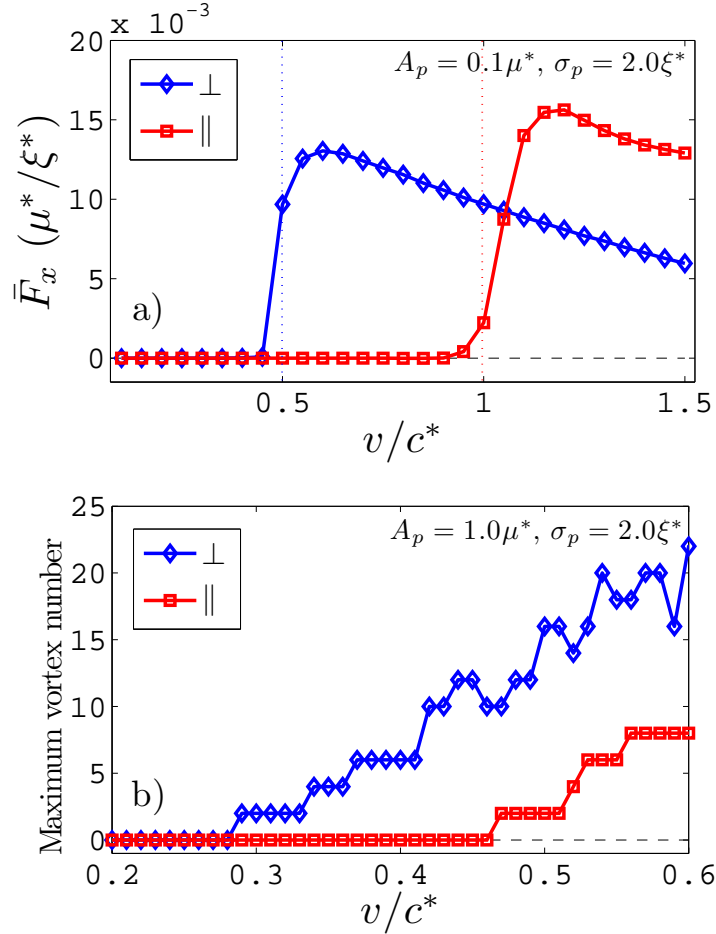 x 10⁻³
A_p = 0.1μ*, σ_p = 2.0ξ*
⊥
∥
15
10
5
0
F̄_x (μ*/ξ*)
a)
0.5
1
1.5
v/c*
25
A_p = 1.0μ*, σ_p = 2.0ξ*
⊥
∥
20
15
10
5
0
Maximum vortex number
b)
0.2
0.3
0.4
0.5
0.6
v/c*